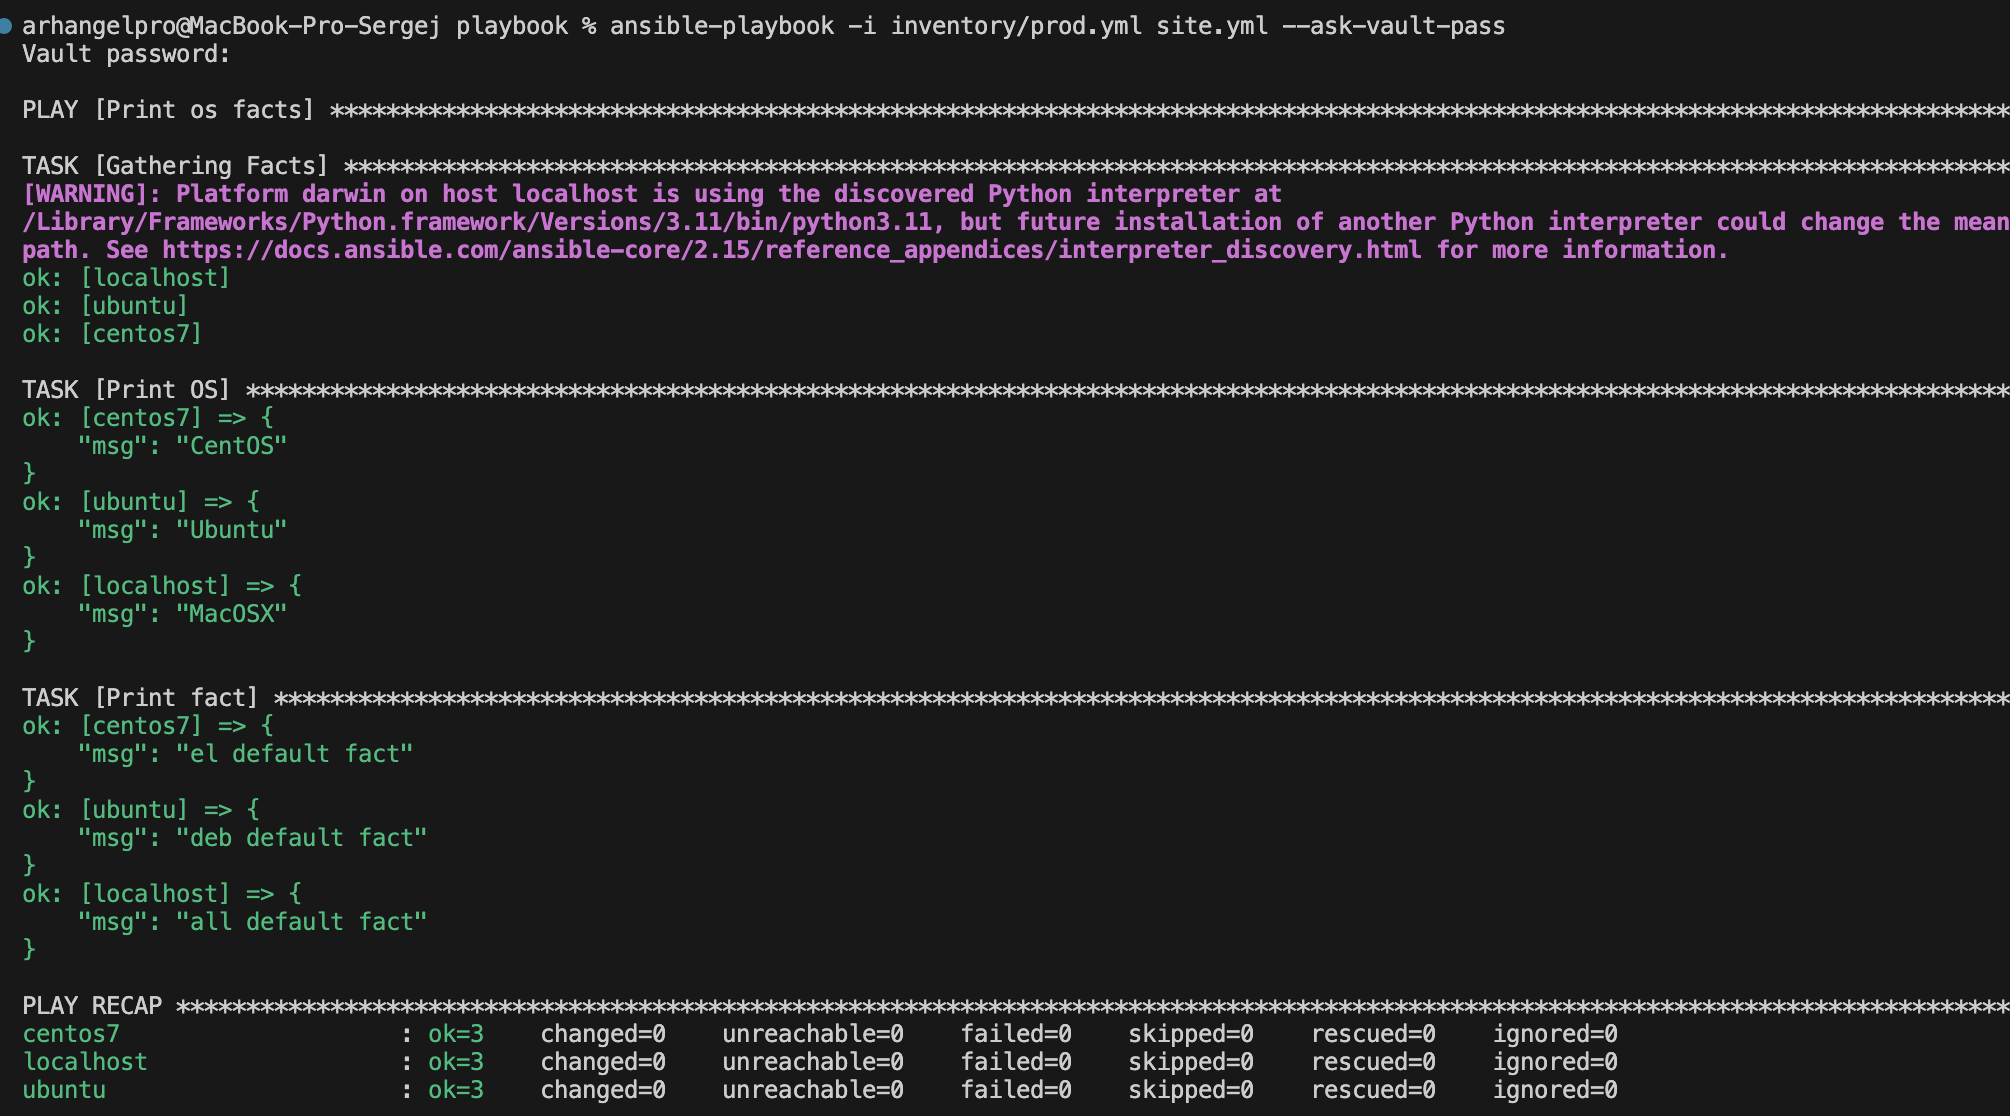 arhangelpro@MacBook-Pro-Sergej playbook % ansible-playbook -i inventory/prod.yml site.yml --ask-vault-pass
Vault password:
PLAY [Print os facts] ************************************************************************************************************************
TASK [Gathering Facts] ***********************************************************************************************************************
[WARNING]: Platform darwin on host localhost is using the discovered Python interpreter at
/Library/Frameworks/Python.framework/Versions/3.11/bin/python3.11, but future installation of another Python interpreter could change the mean
path. See https://docs.ansible.com/ansible-core/2.15/reference_appendices/interpreter_discovery.html for more information.
ok: [localhost]
ok: [ubuntu]
ok: [centos7]
TASK [Print OS] ******************************************************************************************************************************
ok: [centos7] => {
    "msg": "CentOS"
}
ok: [ubuntu] => {
    "msg": "Ubuntu"
}
ok: [localhost] => {
    "msg": "MacOSX"
}
TASK [Print fact] ****************************************************************************************************************************
ok: [centos7] => {
    "msg": "el default fact"
}
ok: [ubuntu] => {
    "msg": "deb default fact"
}
ok: [localhost] => {
    "msg": "all default fact"
}
PLAY RECAP ***********************************************************************************************************************************
centos7                    : ok=3    changed=0    unreachable=0    failed=0    skipped=0    rescued=0    ignored=0
localhost                  : ok=3    changed=0    unreachable=0    failed=0    skipped=0    rescued=0    ignored=0
ubuntu                     : ok=3    changed=0    unreachable=0    failed=0    skipped=0    rescued=0    ignored=0